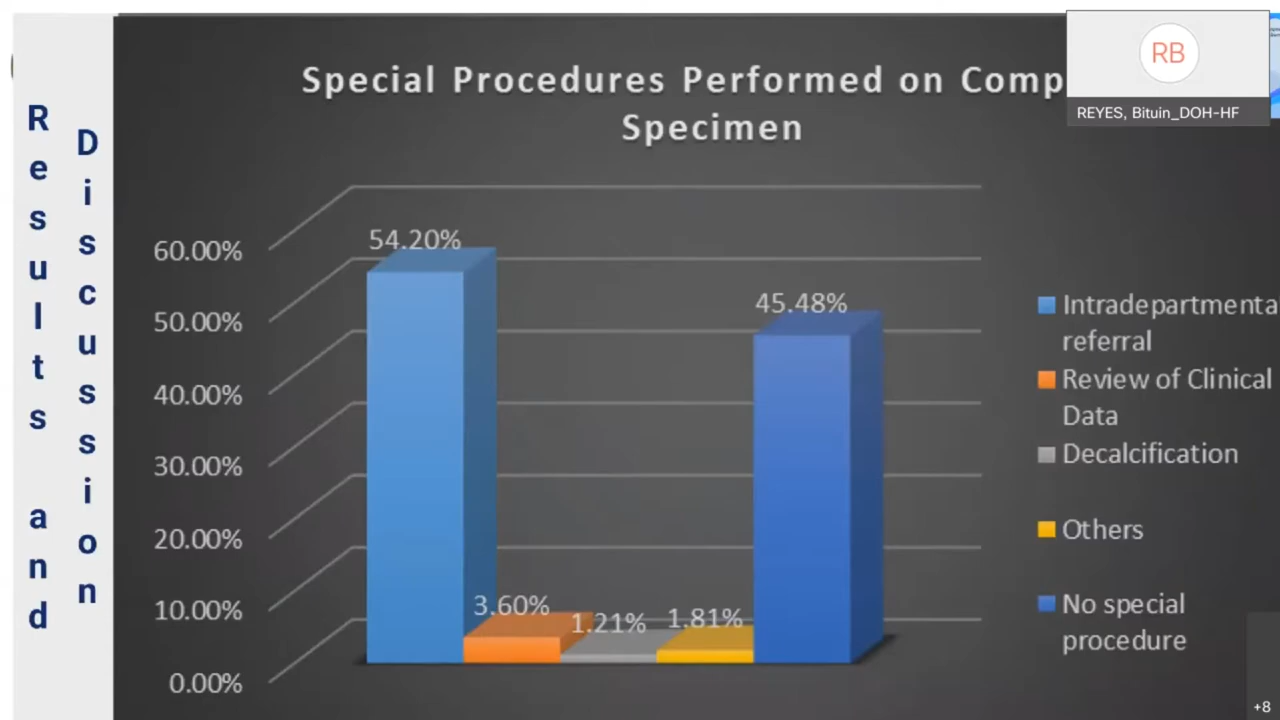 Results and
Discussion
Special Procedures Performed on Comp
Specimen
RB
REYES, Bituin_DOH-HF
60.00%
50.00%
40.00%
30.00%
20.00%
10.00%
0.00%
54.20%
3.60%
1.21%
1.81%
45.48%
Intradepartmenta
referral
Review of Clinical
Data
Decalcification
Others
No special
procedure
+8